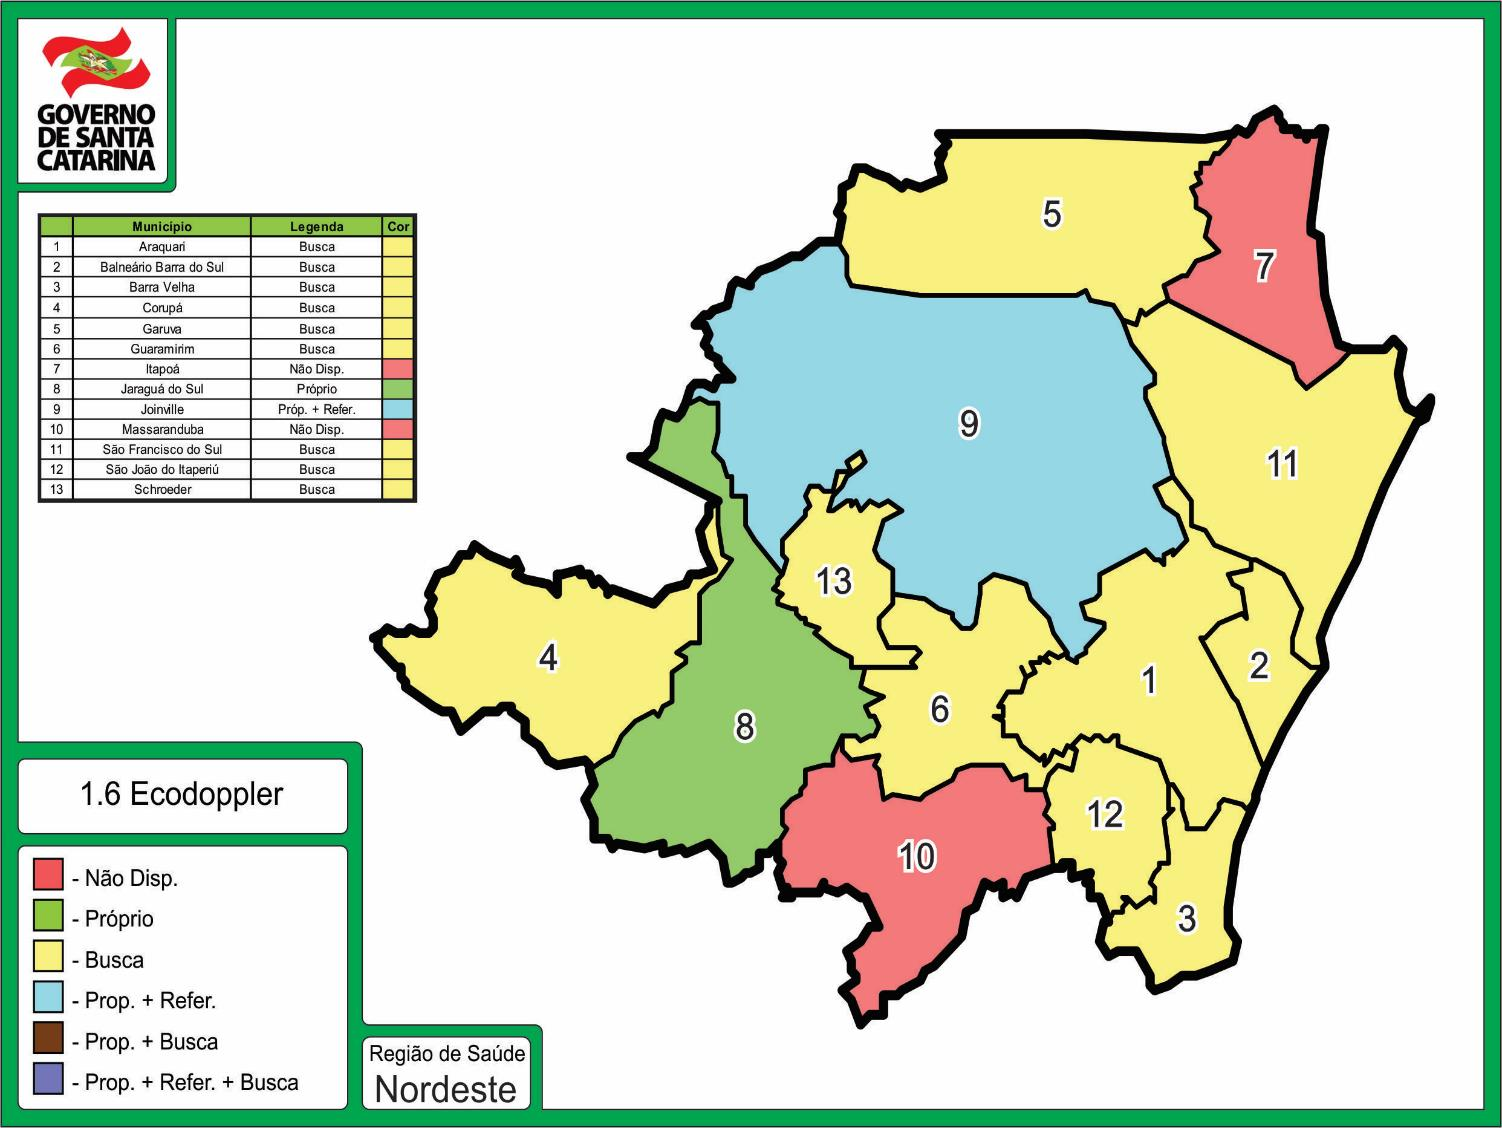 GOVERNO
DE SANTA
CATARINA
Município Legenda Cor
1 Araquari Busca
2 Balneário Barra do Sul Busca
3 Barra Velha Busca
4 Corupá Busca
5 Garuva Busca
6 Guaramirim Busca
7 Itapoá Não Disp.
8 Jaraguá do Sul Próprio
9 Joinville Próp. + Refer.
10 Massaranduba Não Disp.
11 São Francisco do Sul Busca
12 São João do Itaperiú Busca
13 Schroeder Busca
5
7
9
11
13
4
2
1
6
8
12
10
3
1.6 Ecodoppler
- Não Disp.
- Próprio
- Busca
- Prop. + Refer.
- Prop. + Busca
- Prop. + Refer. + Busca
Região de Saúde
Nordeste